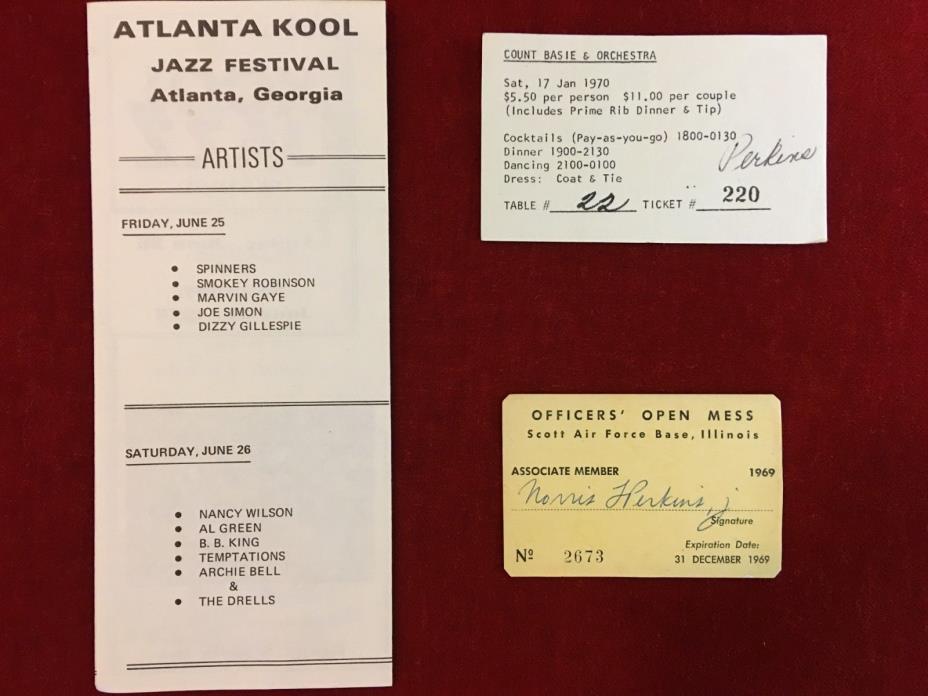 ATLANTA KOOL
JAZZ FESTIVAL
Atlanta, Georgia
ARTISTS
FRIDAY, JUNE 25
• SPINNERS
• SMOKEY ROBINSON
• MARVIN GAYE
• JOE SIMON
• DIZZY GILLESPIE
SATURDAY, JUNE 26
• NANCY WILSON
• AL GREEN
• B. B. KING
• TEMPTATIONS
• ARCHIE BELL
&
• THE DRELLS
COUNT BASIE & ORCHESTRA
Sat, 17 Jan 1970
$5.50 per person $11.00 per couple
(Includes Prime Rib Dinner & Tip)
Cocktails (Pay-as-you-go) 1800-0130
Perkins
Dinner 1900-2130
Dancing 2100-0100
Dress: Coat & Tie
TABLE # 22 TICKET # 220
OFFICERS' OPEN MESS
Scott Air Force Base, Illinois
ASSOCIATE MEMBER 1969
Norris Perkins, j
Signature
Expiration Date:
Nº 2673 31 DECEMBER 1969